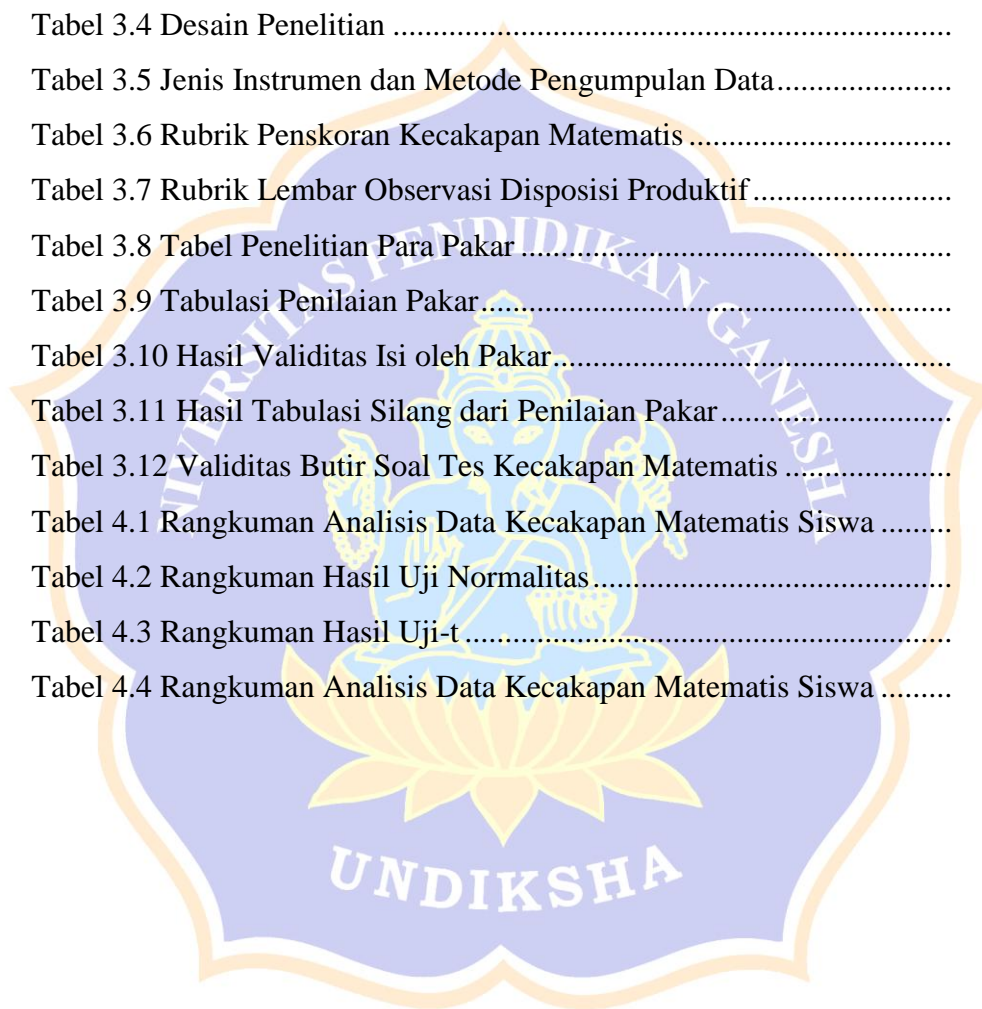 Tabel 3.4 Desain Penelitian ...............................................................
Tabel 3.5 Jenis Instrumen dan Metode Pengumpulan Data....................
Tabel 3.6 Rubrik Penskoran Kecakapan Matematis ..............................
Tabel 3.7 Rubrik Lembar Observasi Disposisi Produktif.......................
Tabel 3.8 Tabel Penelitian Para Pakar .................................................
Tabel 3.9 Tabulasi Penilaian Pakar.....................................................
Tabel 3.10 Hasil Validitas Isi oleh Pakar.............................................
Tabel 3.11 Hasil Tabulasi Silang dari Penilaian Pakar ..........................
Tabel 3.12 Validitas Butir Soal Tes Kecakapan Matematis ...................
Tabel 4.1 Rangkuman Analisis Data Kecakapan Matematis Siswa .........
Tabel 4.2 Rangkuman Hasil Uji Normalitas.........................................
Tabel 4.3 Rangkuman Hasil Uji-t .......................................................
Tabel 4.4 Rangkuman Analisis Data Kecakapan Matematis Siswa .........
UNIVERSITAS PENDIDIKAN GANESHA
UNDIKSHA